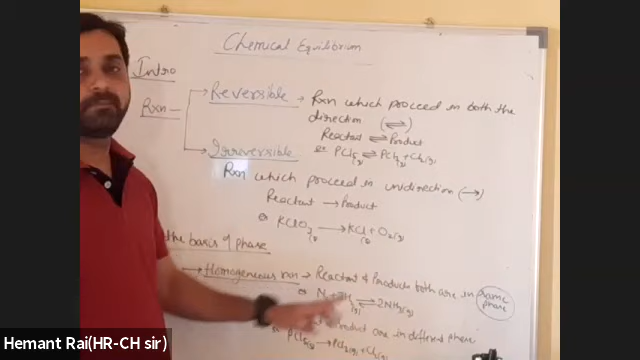 Chemical Equilibrium
Intro
Rxn
Reversible → Rxn which proceed in both the
direction (⇌)
Reactant ⇌ Product
ex PCl5(g) ⇌ PCl3(g) + Cl2(g)
Irreversible
Rxn which proceed in unidirection (→)
Reactant → Product
ex KClO3(s) → KCl(s) + O2(g)
the basis of phase
→ Homogeneous rxn → Reactant & Products both are in same
phase
⇌ 2NH3(g)
Product are in different phase
PCl5(s) → PCl3(g) + Cl2(g)
Hemant Rai(HR-CH sir)